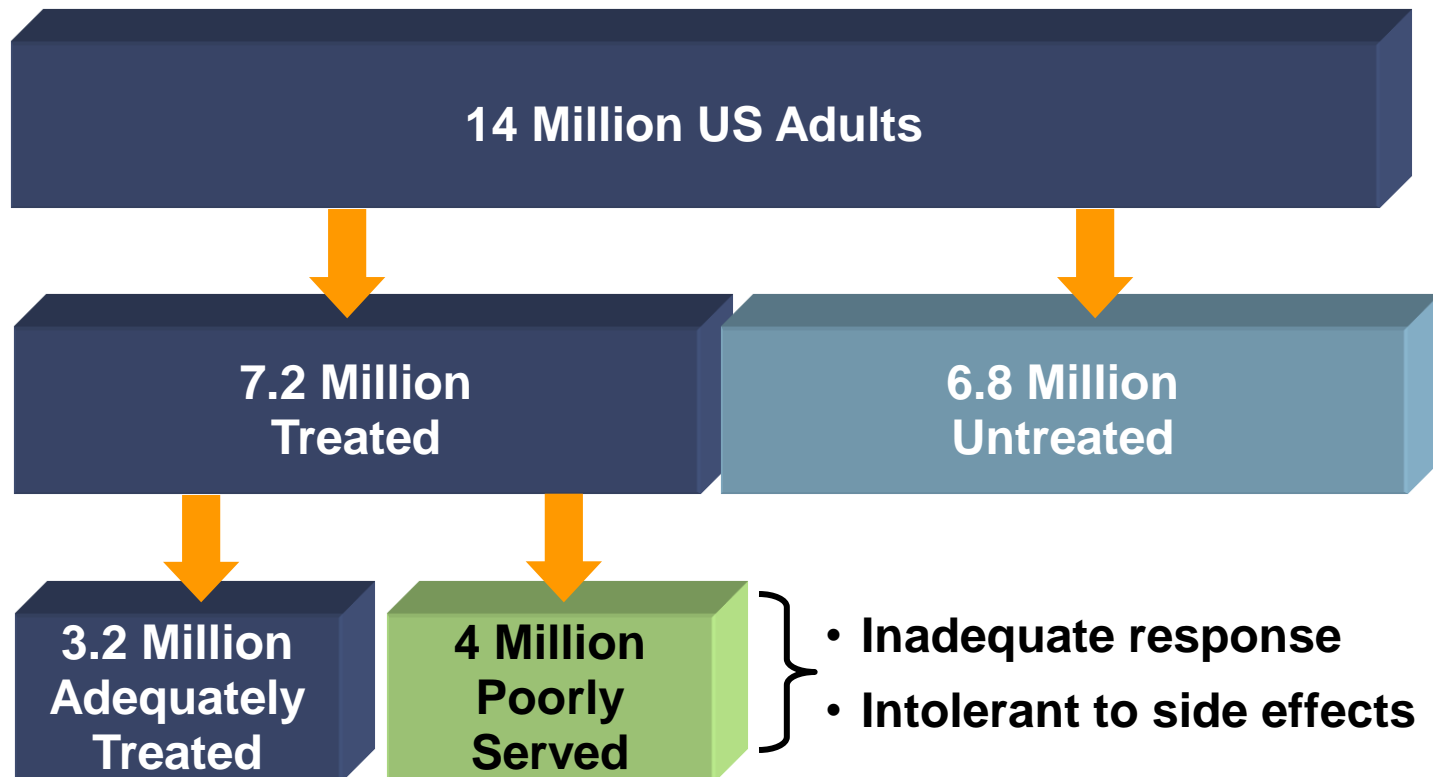 14 Million US Adults
7.2 Million
Treated
6.8 Million
Untreated
3.2 Million
Adequately
Treated
4 Million
Poorly
Served
• Inadequate response
• Intolerant to side effects